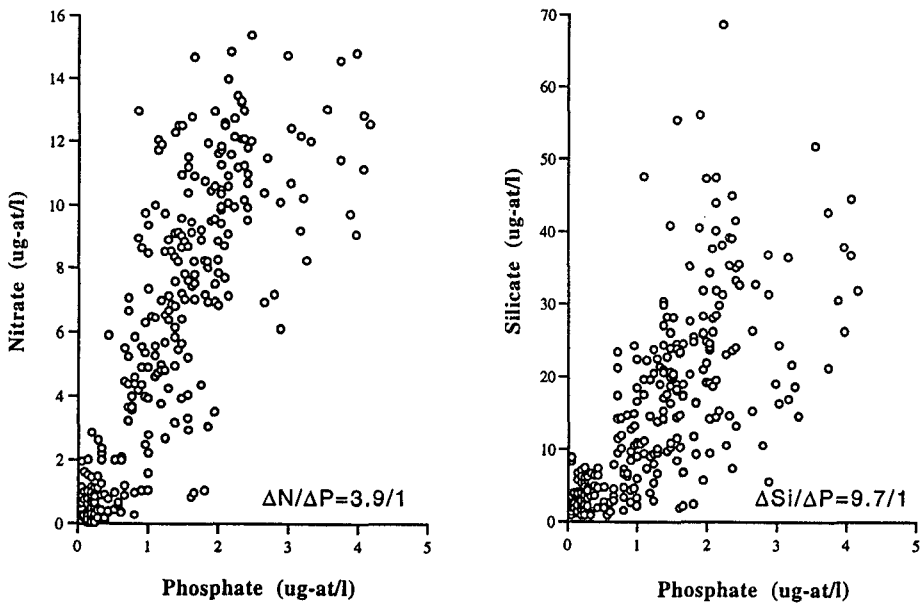 16
14
12
10
8
6
4
2
0
Nitrate (ug-at/l)
ΔN/ΔP=3.9/1
0 1 2 3 4 5
Phosphate (ug-at/l)
70
60
50
40
30
20
10
0
Silicate (ug-at/l)
ΔSi/ΔP=9.7/1
0 1 2 3 4 5
Phosphate (ug-at/l)